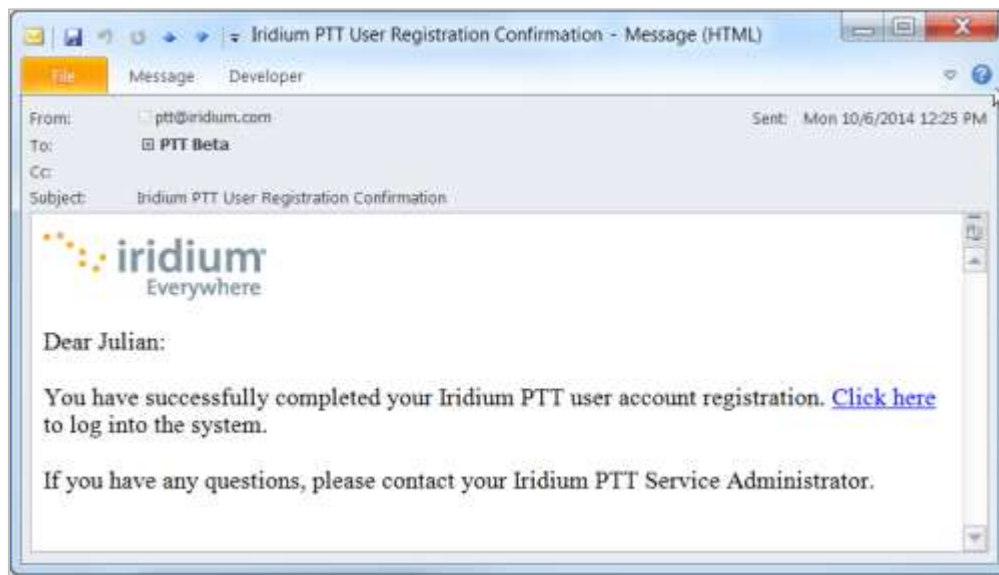 Iridium PTT User Registration Confirmation - Message (HTML)
File Message Developer
From: ptt@iridium.com Sent: Mon 10/6/2014 12:25 PM
To: PTT Beta
Cc:
Subject: Iridium PTT User Registration Confirmation
iridium
Everywhere
Dear Julian:
You have successfully completed your Iridium PTT user account registration. Click here
to log into the system.
If you have any questions, please contact your Iridium PTT Service Administrator.